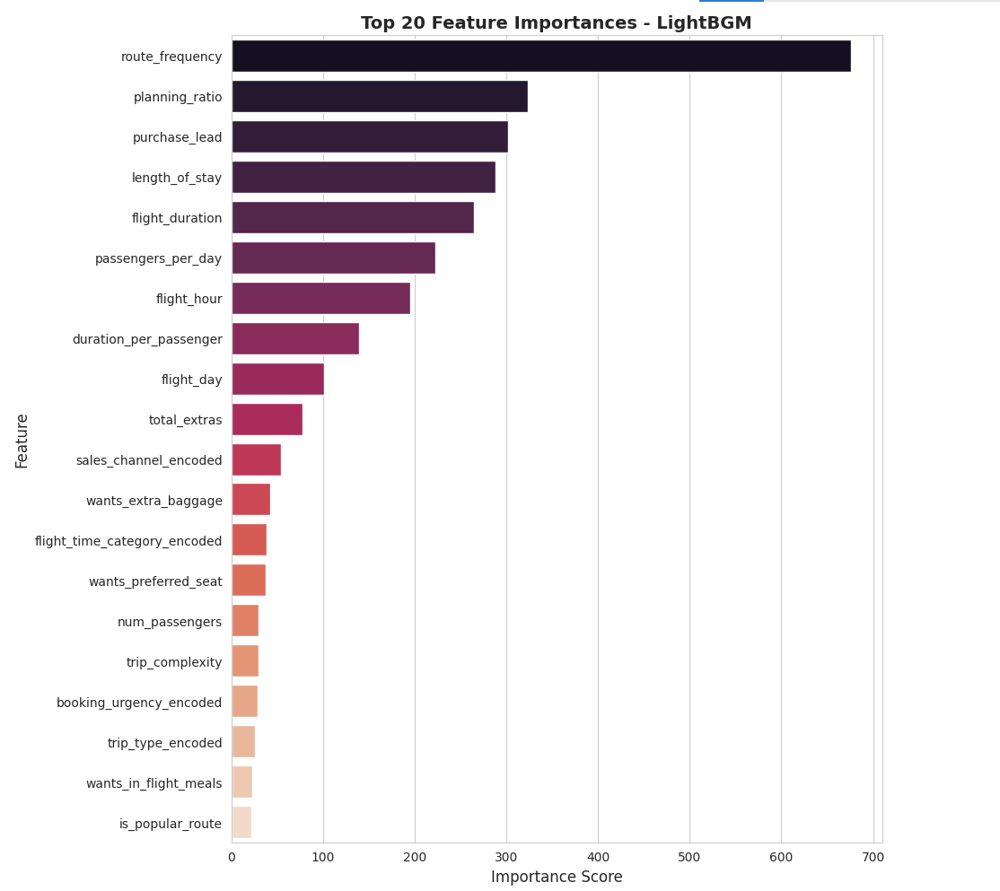 Top 20 Feature Importances - LightBGM
route_frequency
planning_ratio
purchase_lead
length_of_stay
flight_duration
passengers_per_day
flight_hour
duration_per_passenger
flight_day
total_extras
sales_channel_encoded
wants_extra_baggage
flight_time_category_encoded
wants_preferred_seat
num_passengers
trip_complexity
booking_urgency_encoded
trip_type_encoded
wants_in_flight_meals
is_popular_route
Feature
0 100 200 300 400 500 600 700
Importance Score